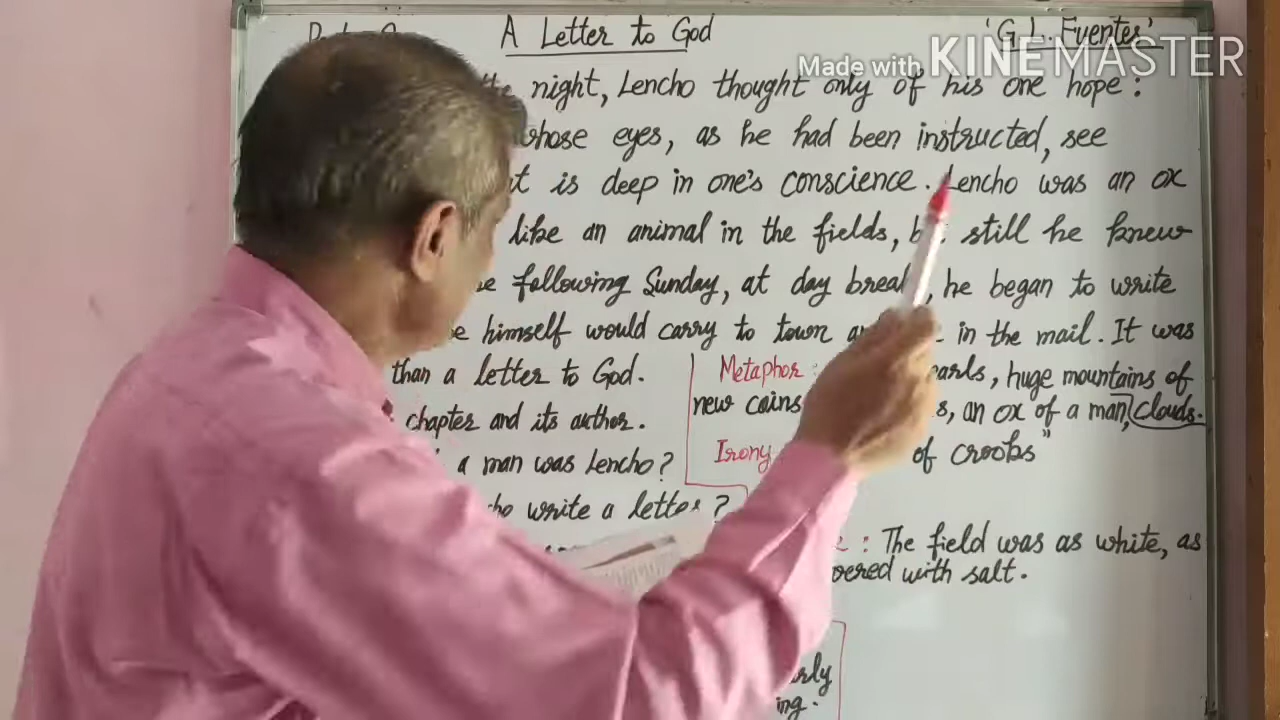 A Letter to God 'G. L. Fuentes'
Made with KINEMASTER
night, Lencho thought only of his one hope:
whose eyes, as he had been instructed, see
is deep in one's conscience. Lencho was an ox
like an animal in the fields, still he knew
following Sunday, at day break, he began to write
himself would carry to town in the mail. It was
than a letter to God.
Metaphor: huge mountains of
new coins an ox of a man, clouds.
chapter and its author.
Irony of crooks"
a man was Lencho?
write a letter?
: The field was as white, as
with salt.